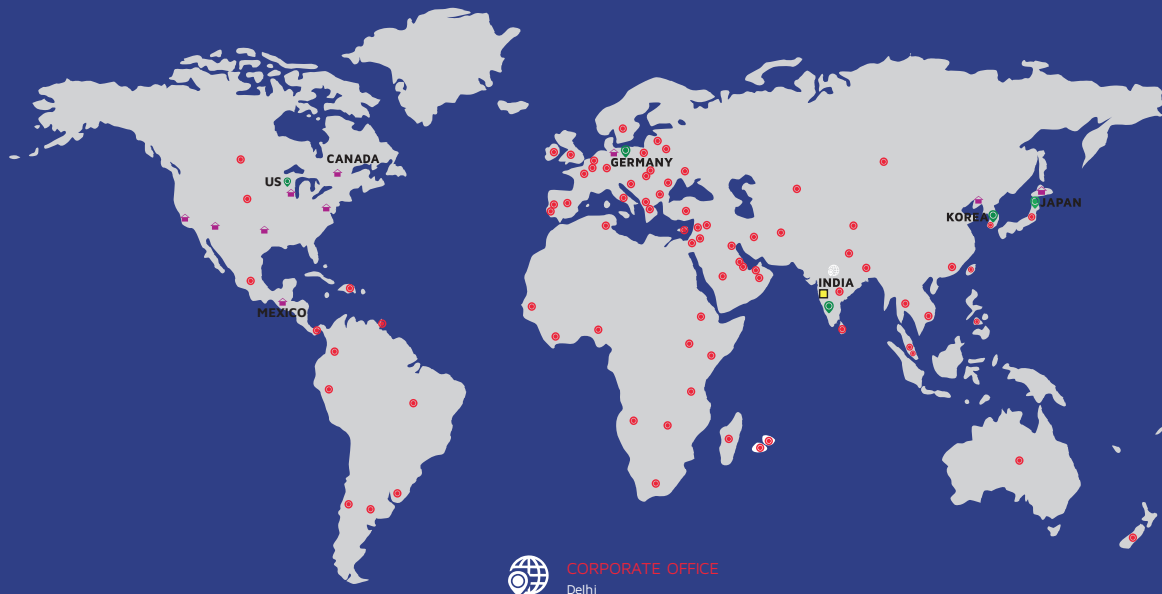 CANADA
US
GERMANY
JAPAN
KOREA
INDIA
MEXICO
CORPORATE OFFICE
Delhi